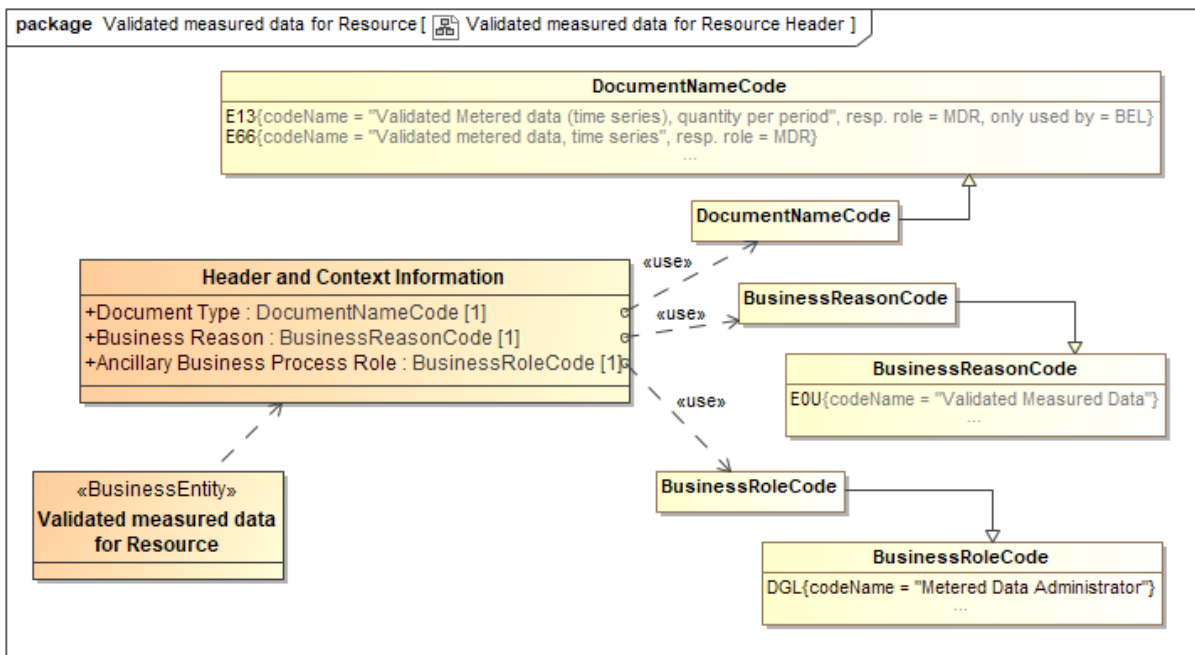 package Validated measured data for Resource [ Validated measured data for Resource Header ]
DocumentNameCode
E13{codeName = "Validated Metered data (time series), quantity per period", resp. role = MDR, only used by = BEL}
E66{codeName = "Validated metered data, time series", resp. role = MDR}
...
DocumentNameCode
«use»
Header and Context Information
+Document Type : DocumentNameCode [1]
+Business Reason : BusinessReasonCode [1]
+Ancillary Business Process Role : BusinessRoleCode [1]
«use»
BusinessReasonCode
BusinessReasonCode
E0U{codeName = "Validated Measured Data"}
...
«use»
«BusinessEntity»
Validated measured data
for Resource
BusinessRoleCode
BusinessRoleCode
DGL{codeName = "Metered Data Administrator"}
...